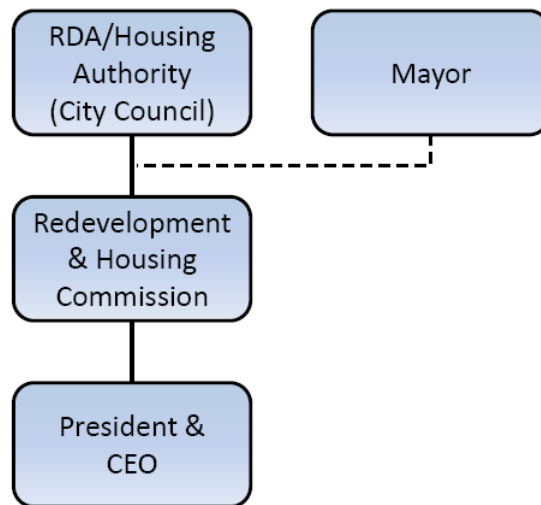 RDA/Housing
Authority
(City Council)
Mayor
Redevelopment
& Housing
Commission
President &
CEO